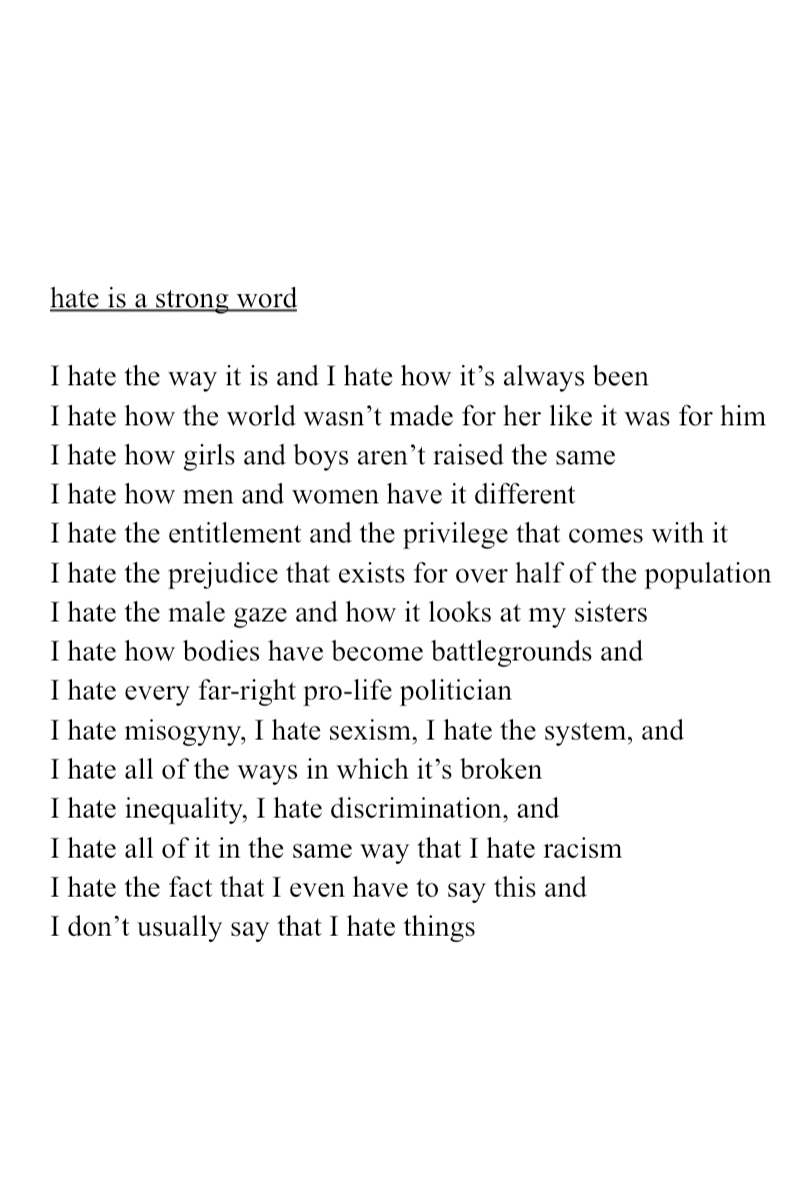 hate is a strong word
I hate the way it is and I hate how it’s always been
I hate how the world wasn’t made for her like it was for him
I hate how girls and boys aren’t raised the same
I hate how men and women have it different
I hate the entitlement and the privilege that comes with it
I hate the prejudice that exists for over half of the population
I hate the male gaze and how it looks at my sisters
I hate how bodies have become battlegrounds and
I hate every far-right pro-life politician
I hate misogyny, I hate sexism, I hate the system, and
I hate all of the ways in which it’s broken
I hate inequality, I hate discrimination, and
I hate all of it in the same way that I hate racism
I hate the fact that I even have to say this and
I don’t usually say that I hate things